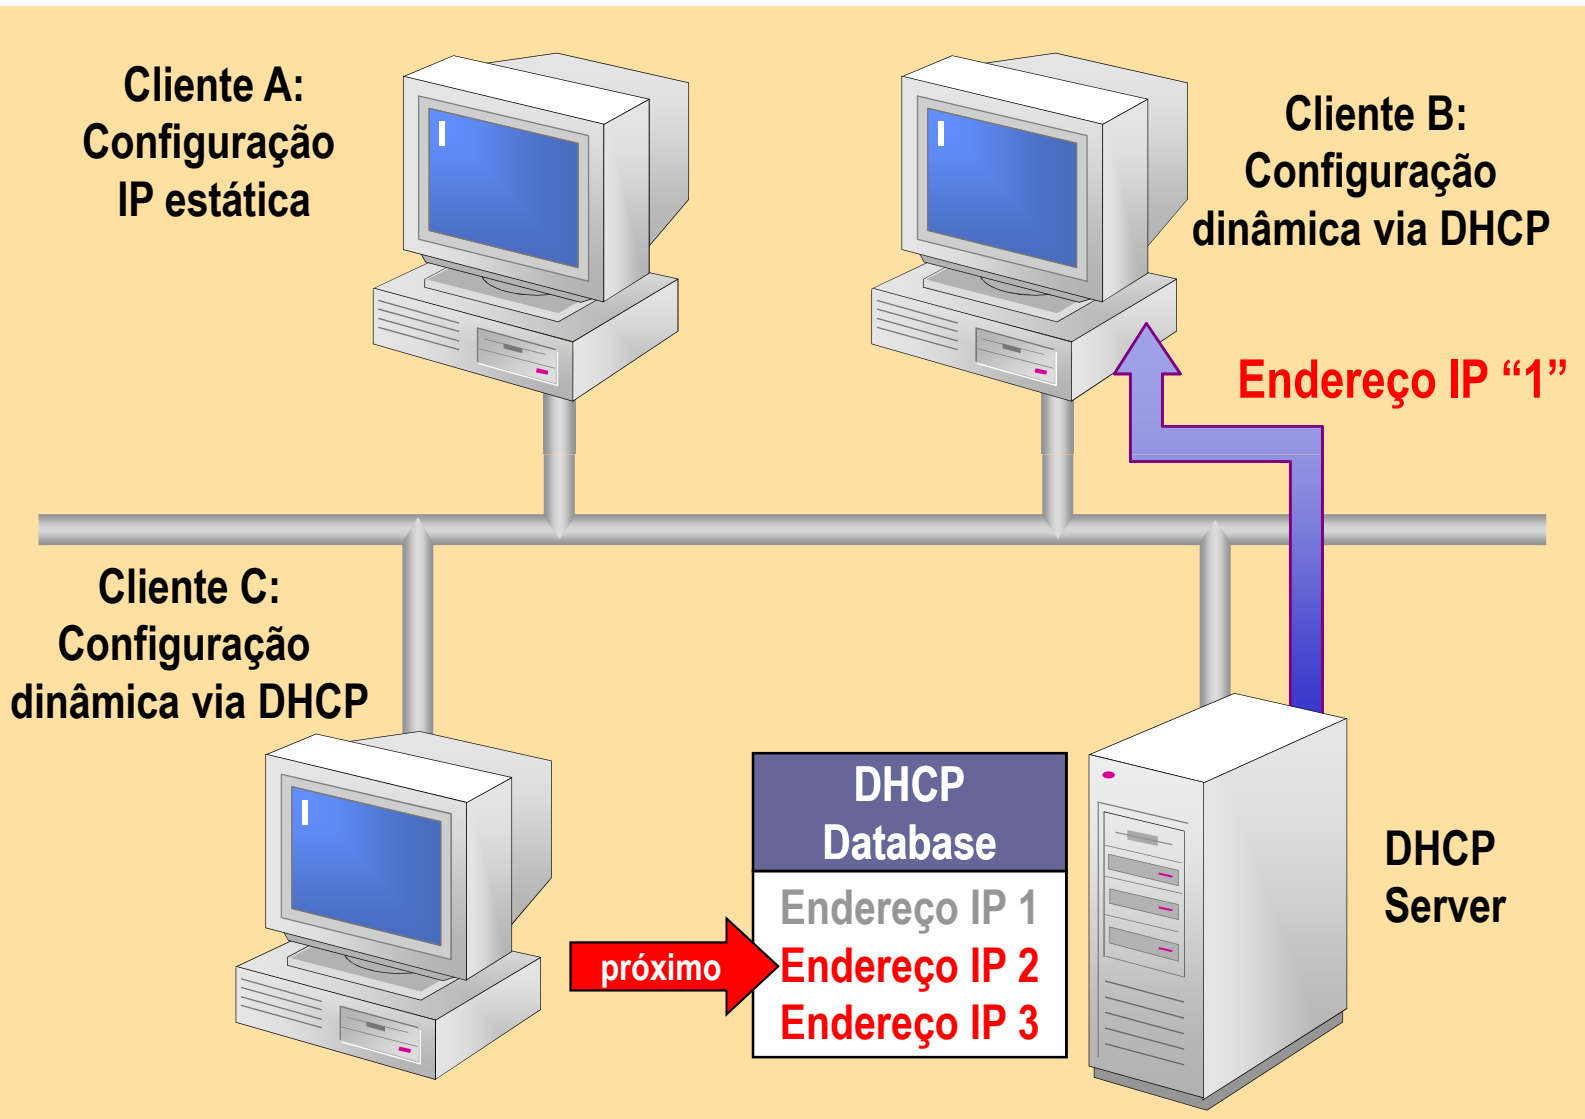 Cliente A:
Configuração
IP estática
Cliente B:
Configuração
dinâmica via DHCP
Endereço IP “1”
Cliente C:
Configuração
dinâmica via DHCP
próximo
DHCP
Database
Endereço IP 1
Endereço IP 2
Endereço IP 3
DHCP
Server